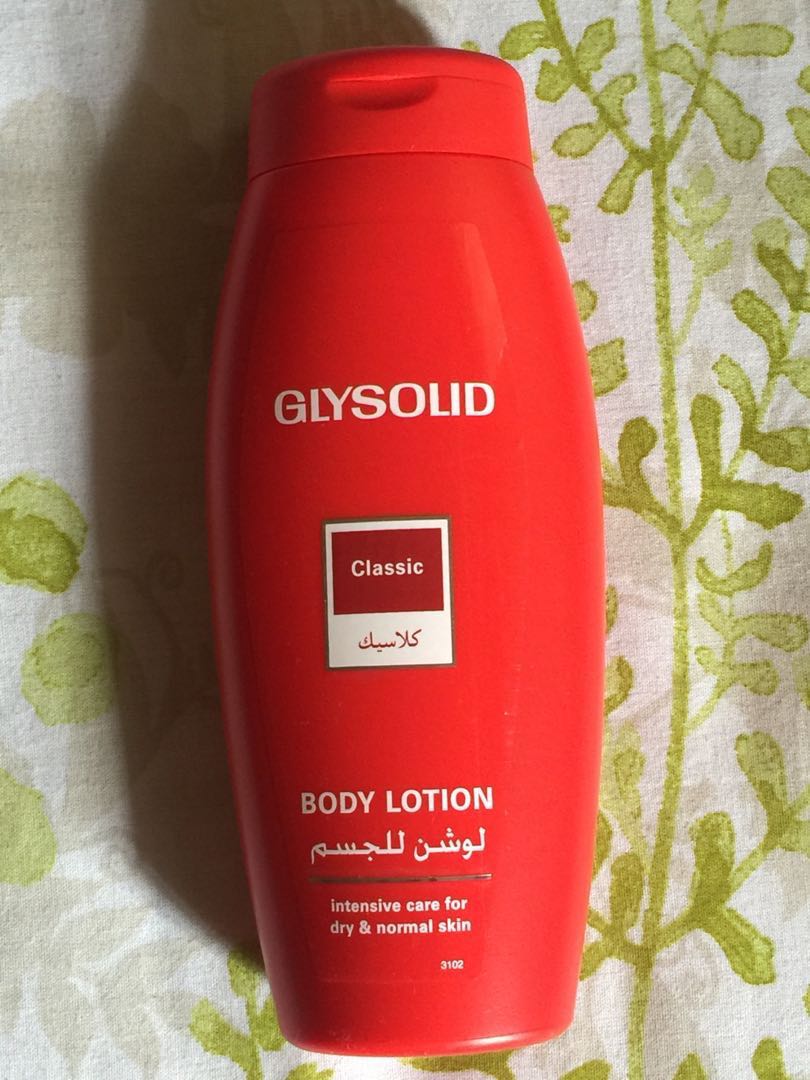 GLYSOLID
Classic
كلاسيك
BODY LOTION
لوشن للجسم
intensive care for
dry & normal skin
3102